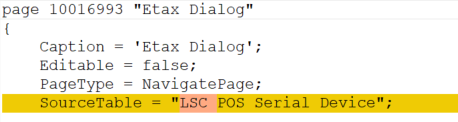 page 10016993 "Etax Dialog"
{
Caption = 'Etax Dialog';
Editable = false;
PageType = NavigatePage;
SourceTable = "LSC POS Serial Device";